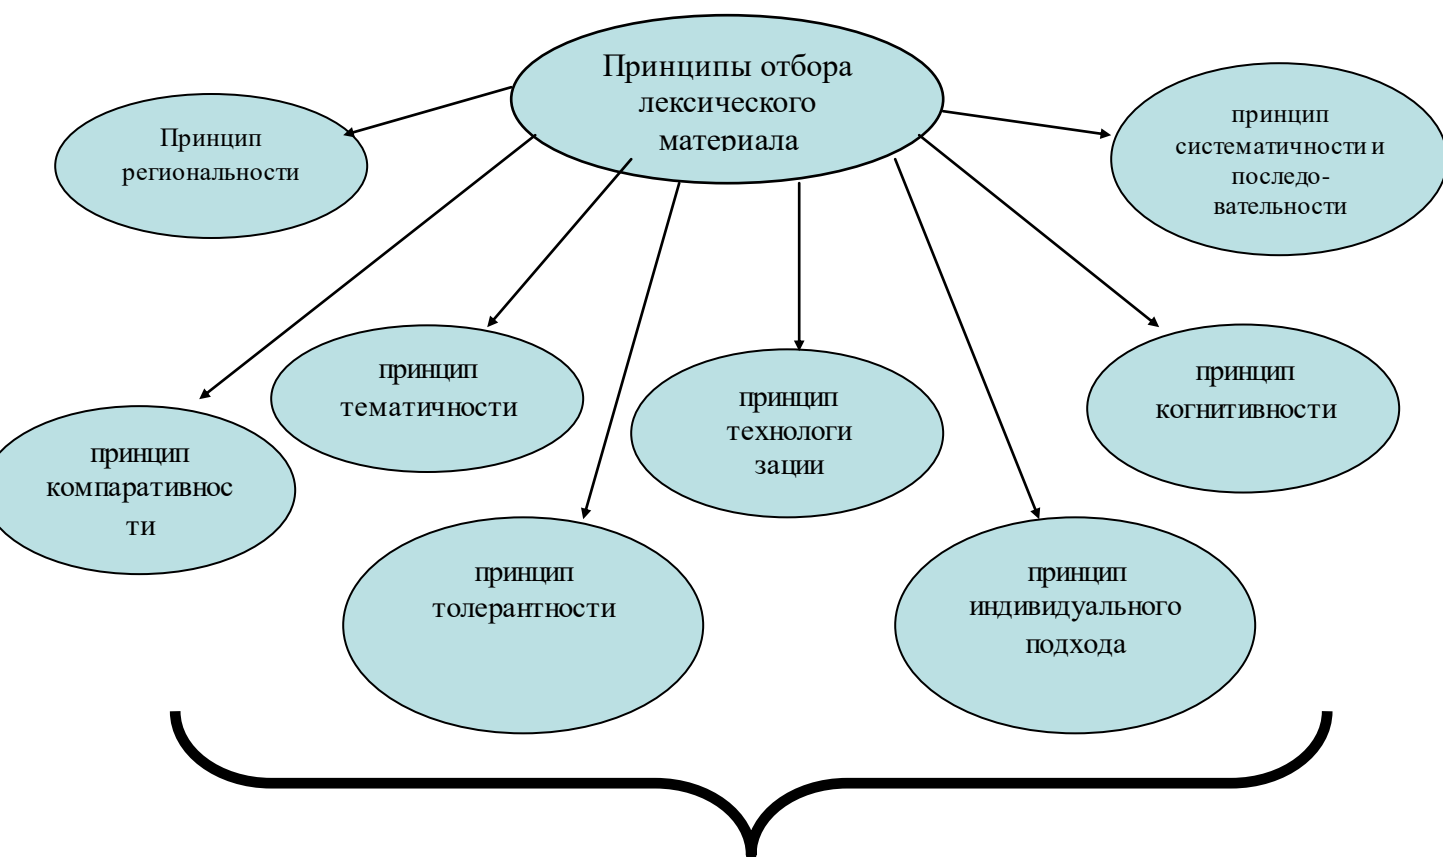 Принципы отбора
лексического
материала
Принцип
региональности
принцип
систематичности и
последо-
вательности
принцип
тематичности
принцип
когнитивности
принцип
технологи
зации
принцип
компаративнос
ти
принцип
толерантности
принцип
индивидуального
подхода